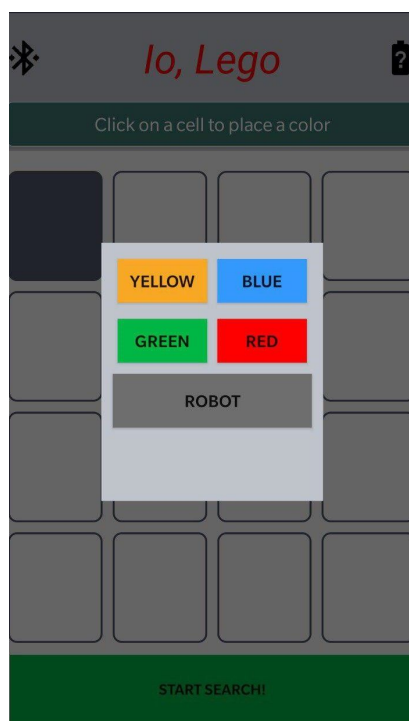 Io, Lego
?
Click on a cell to place a color
YELLOW BLUE
GREEN RED
ROBOT
START SEARCH!